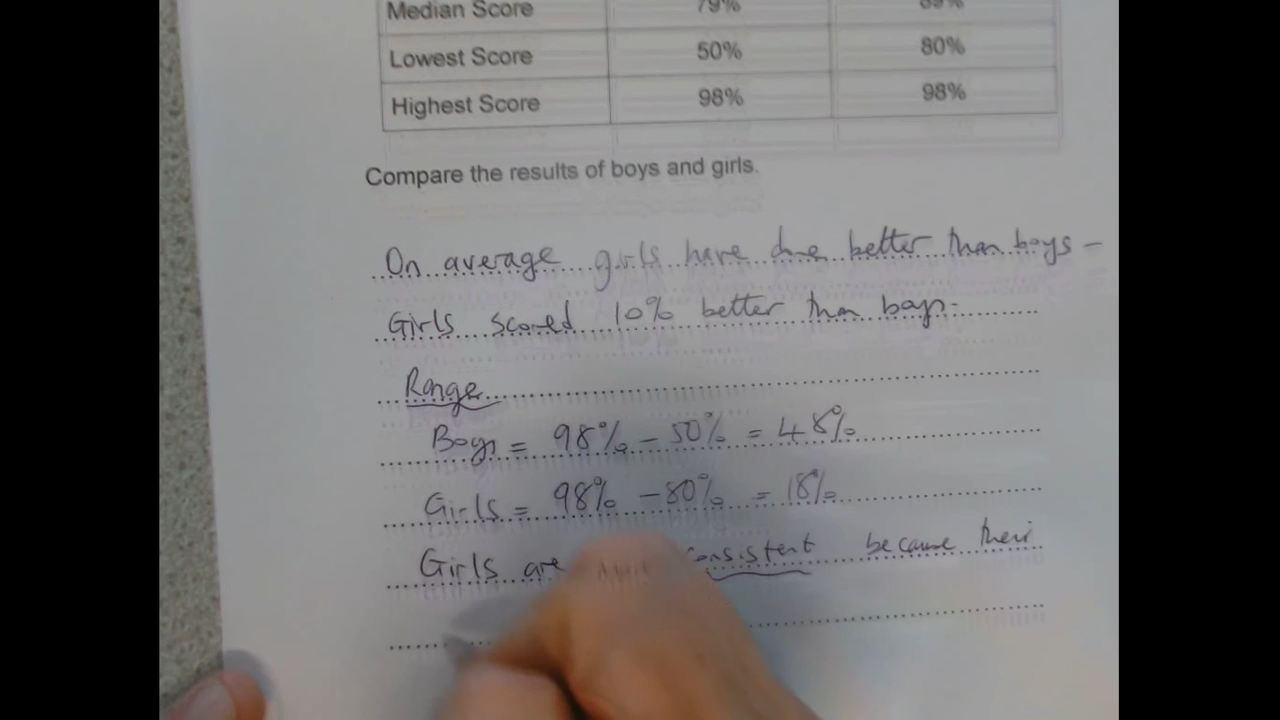 Median Score 79% 89%
Lowest Score 50% 80%
Highest Score 98% 98%
Compare the results of boys and girls.
On average girls have done better than boys –
Girls scored 10% better than boys.
Range
Boys = 98% – 50% = 48%
Girls = 98% – 80% = 18%
Girls are consistent because their